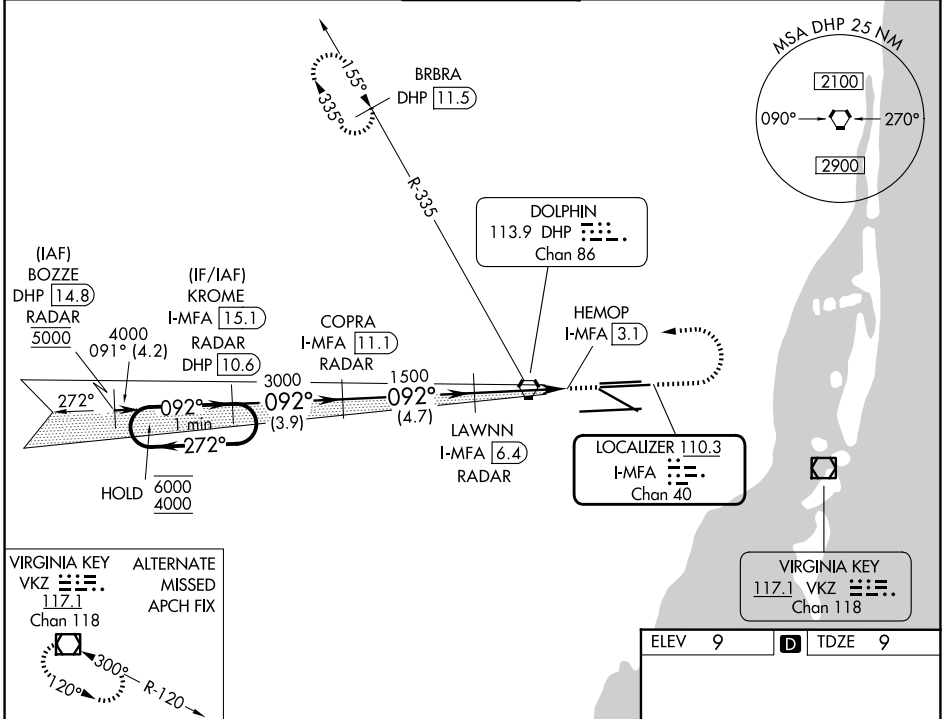 MSA DHP 25 NM
2100
090°
270°
2900
155°
335°
BRBRA
DHP 11.5
R-335
DOLPHIN
113.9 DHP
Chan 86
(IAF)
BOZZE
DHP 14.8
RADAR
5000
4000
091° (4.2)
(IF/IAF)
KROME
I-MFA 15.1
RADAR
DHP 10.6
COPRA
I-MFA 11.1
RADAR
HEMOP
I-MFA 3.1
3000
1500
272°
092°
1 min
272°
092°
(3.9)
092°
(4.7)
LAWNN
I-MFA 6.4
RADAR
HOLD
6000
4000
LOCALIZER 110.3
I-MFA
Chan 40
VIRGINIA KEY
117.1 VKZ
Chan 118
VIRGINIA KEY
VKZ
117.1
Chan 118
ALTERNATE
MISSED
APCH FIX
300°
120°
R-120
ELEV 9
D
TDZE 9